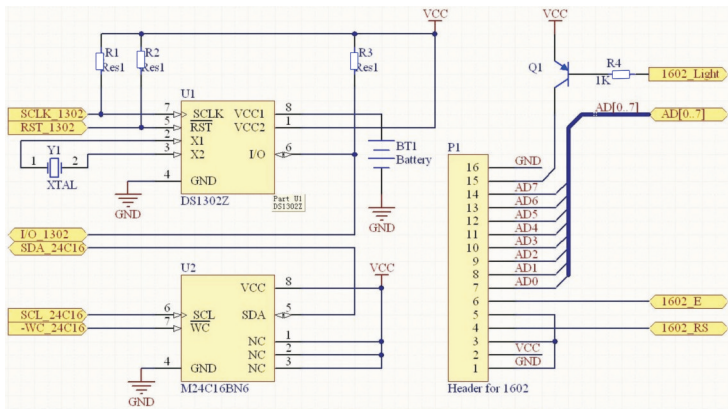 VCC
VCC
R1
Res1
R2
Res1
R3
Res1
Q1
R4
1K
1602_Light
AD[0..7]
AD[0..7]
U1
SCLK_1302
RST_1302
7
5
2
3
SCLK
RST
X1
X2
VCC1
VCC2
I/O
8
1
6
Y1
1
2
XTAL
4
GND
GND
DS1302Z
Part U1
DS1302Z
BT1
Battery
GND
P1
16
GND
15
14
AD7
13
AD6
12
AD5
11
AD4
10
AD3
9
AD2
8
AD1
7
AD0
6
1602_E
5
4
1602_RS
3
2
VCC
1
GND
Header for 1602
I/O_1302
SDA_24C16
U2
VCC
8
VCC
SCL_24C16
-WC_24C16
6
7
SCL
WC
SDA
5
NC
1
NC
2
NC
3
4
GND
GND
M24C16BN6